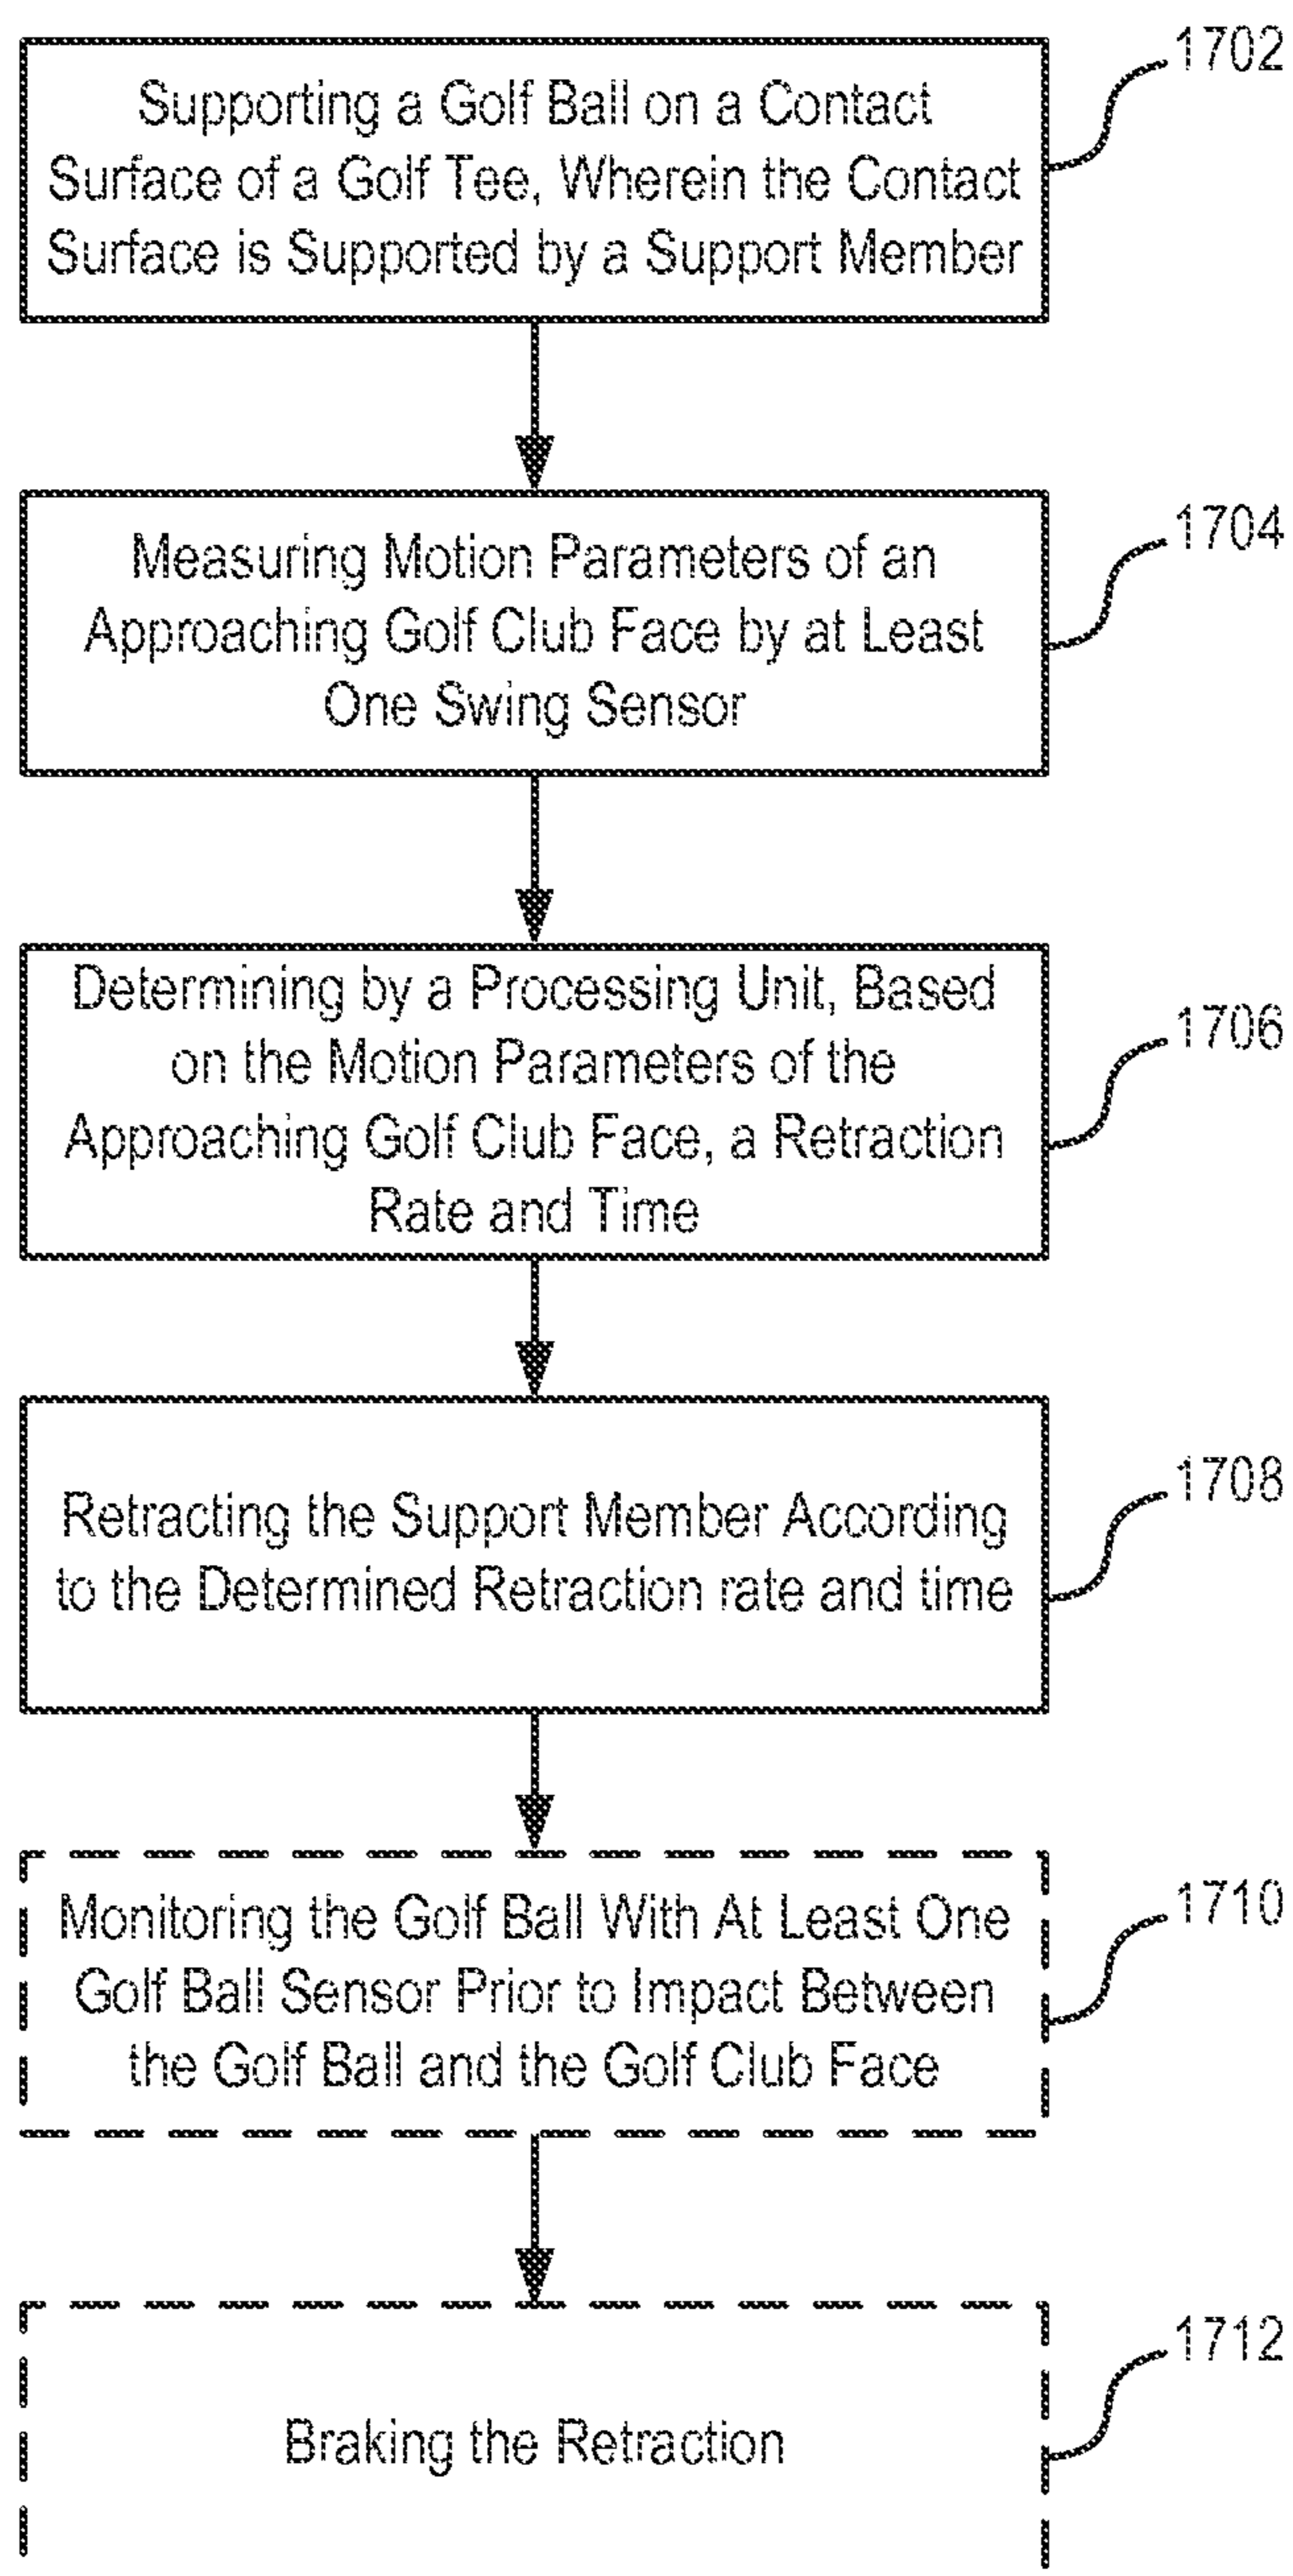 Supporting a Golf Ball on a Contact
Surface of a Golf Tee, Wherein the Contact
Surface is Supported by a Support Member
1702
Measuring Motion Parameters of an
Approaching Golf Club Face by at Least
One Swing Sensor
1704
Determining by a Processing Unit, Based
on the Motion Parameters of the
Approaching Golf Club Face, a Retraction
Rate and Time
1706
Retracting the Support Member According
to the Determined Retraction rate and time
1708
Monitoring the Golf Ball With At Least One
Golf Ball Sensor Prior to Impact Between
the Golf Ball and the Golf Club Face
1710
Braking the Retraction
1712